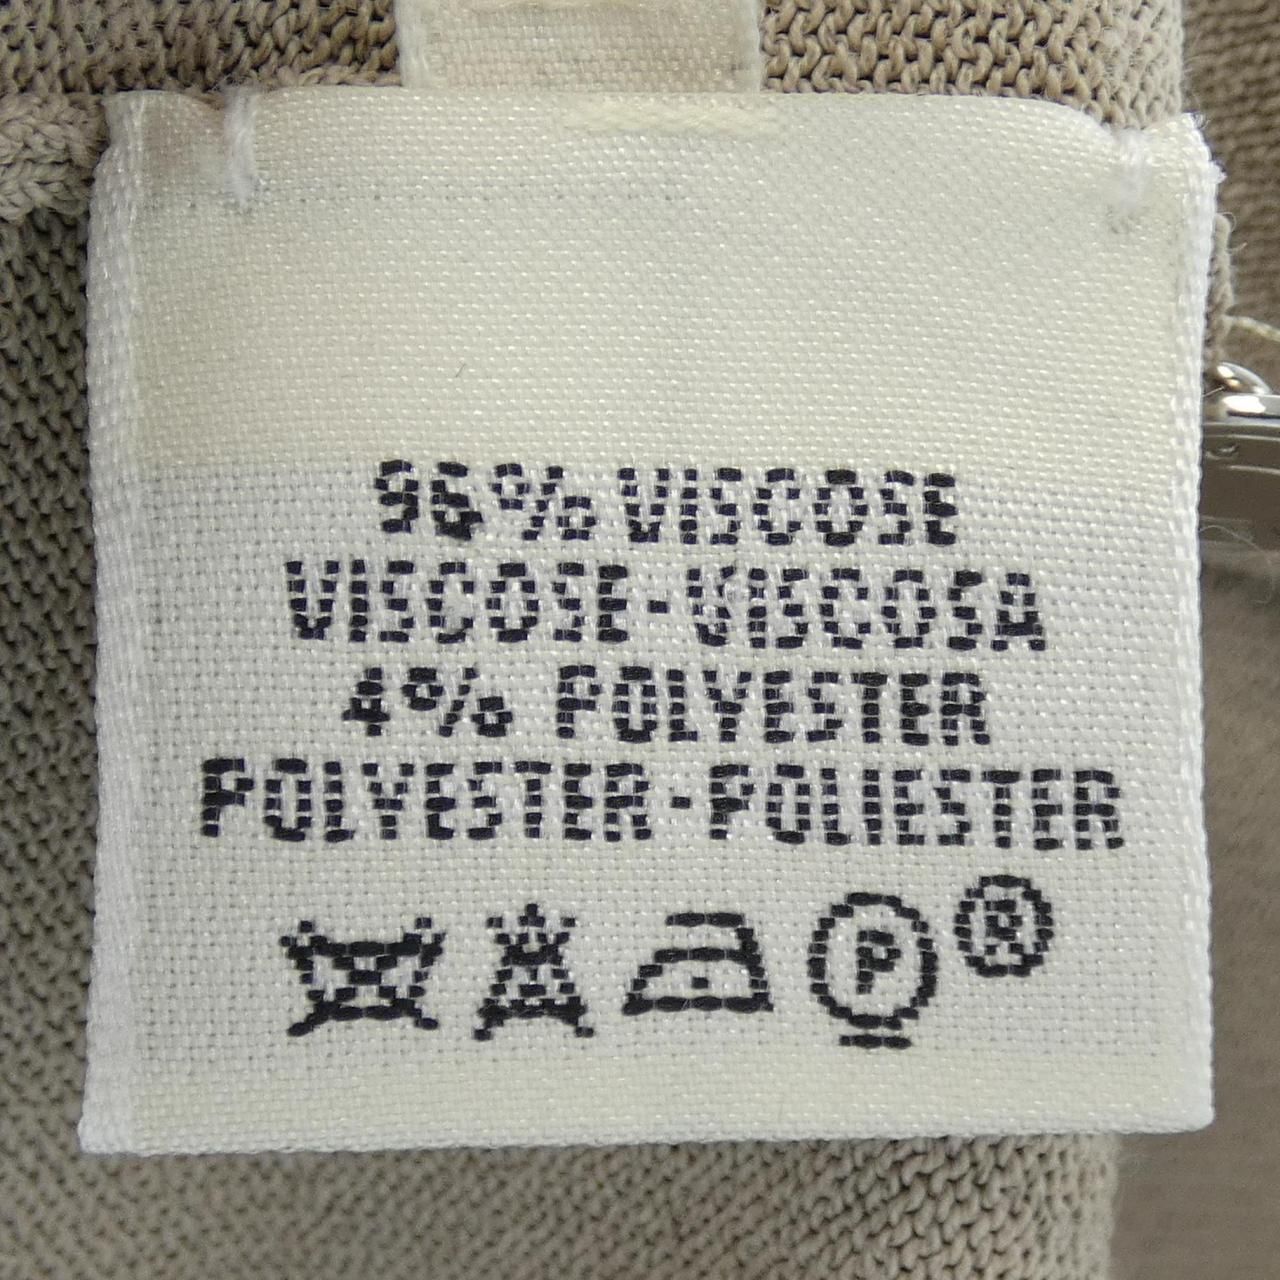 96% VISCOSE
VISCOSE-VISCOSA
4% POLYESTER
POLYESTER-POLIESTER
P ®